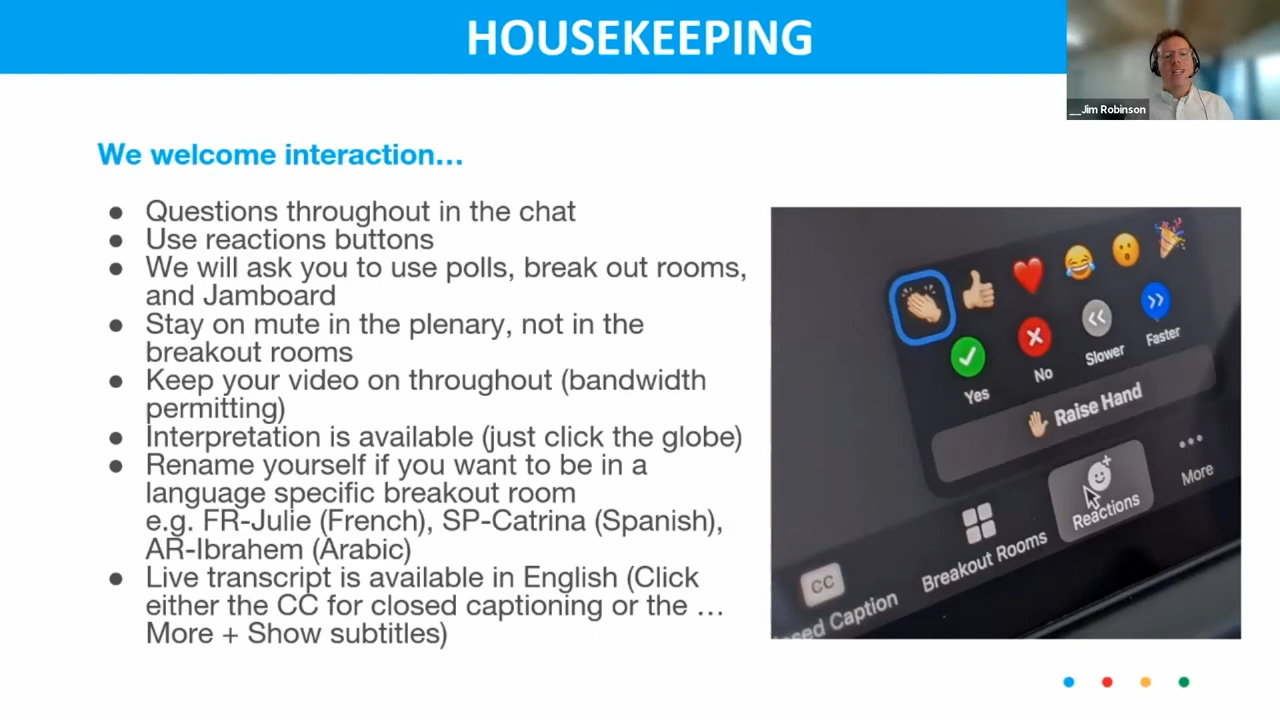 HOUSEKEEPING
__Jim Robinson
We welcome interaction...
● Questions throughout in the chat
● Use reactions buttons
● We will ask you to use polls, break out rooms,
and Jamboard
● Stay on mute in the plenary, not in the
breakout rooms
● Keep your video on throughout (bandwidth
permitting)
● Interpretation is available (just click the globe)
● Rename yourself if you want to be in a
language specific breakout room
e.g. FR-Julie (French), SP-Catrina (Spanish),
AR-Ibrahem (Arabic)
● Live transcript is available in English (Click
either the CC for closed captioning or the ...
More + Show subtitles)
Yes
No
Slower
Faster
Raise Hand
CC
osed Caption
Breakout Rooms
Reactions
More